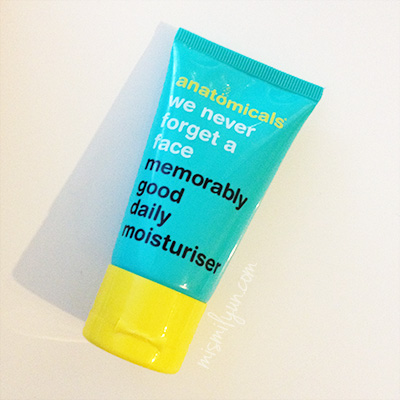 anatomicals®
we never
forget a
face
memorably
good
daily
moisturiser
mismilyun.com